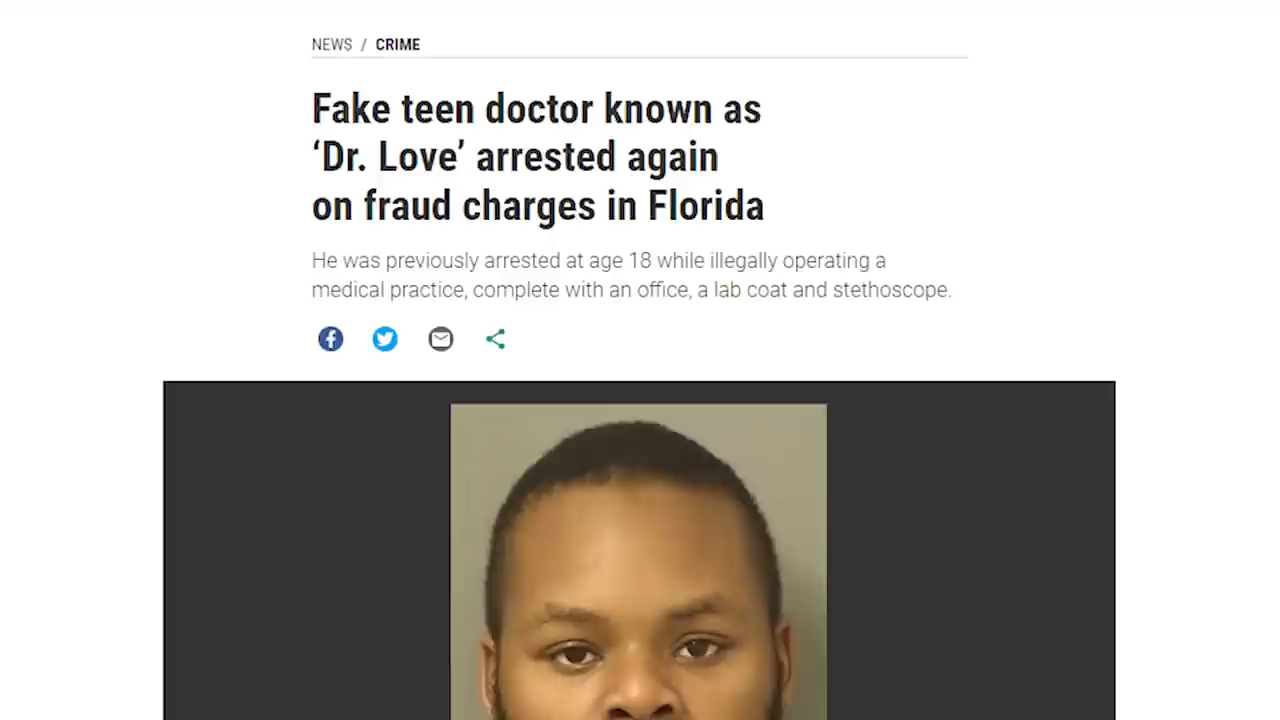 NEWS / CRIME
Fake teen doctor known as
‘Dr. Love’ arrested again
on fraud charges in Florida
He was previously arrested at age 18 while illegally operating a
medical practice, complete with an office, a lab coat and stethoscope.